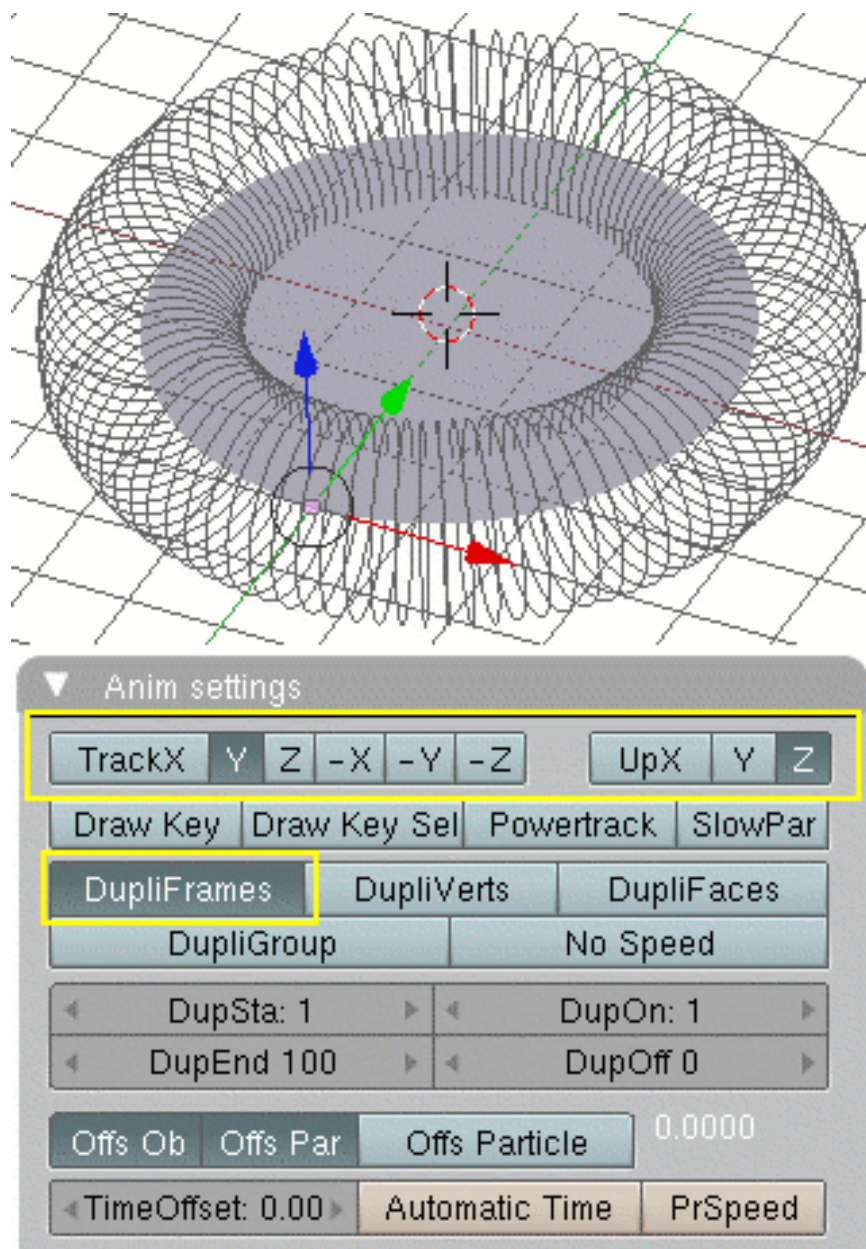 Anim settings
TrackX Y Z -X -Y -Z UpX Y Z
Draw Key Draw Key Sel Powertrack SlowPar
DupliFrames DupliVerts DupliFaces
DupliGroup No Speed
DupSta: 1 DupOn: 1
DupEnd 100 DupOff 0
Offs Ob Offs Par Offs Particle 0.0000
TimeOffset: 0.00 Automatic Time PrSpeed